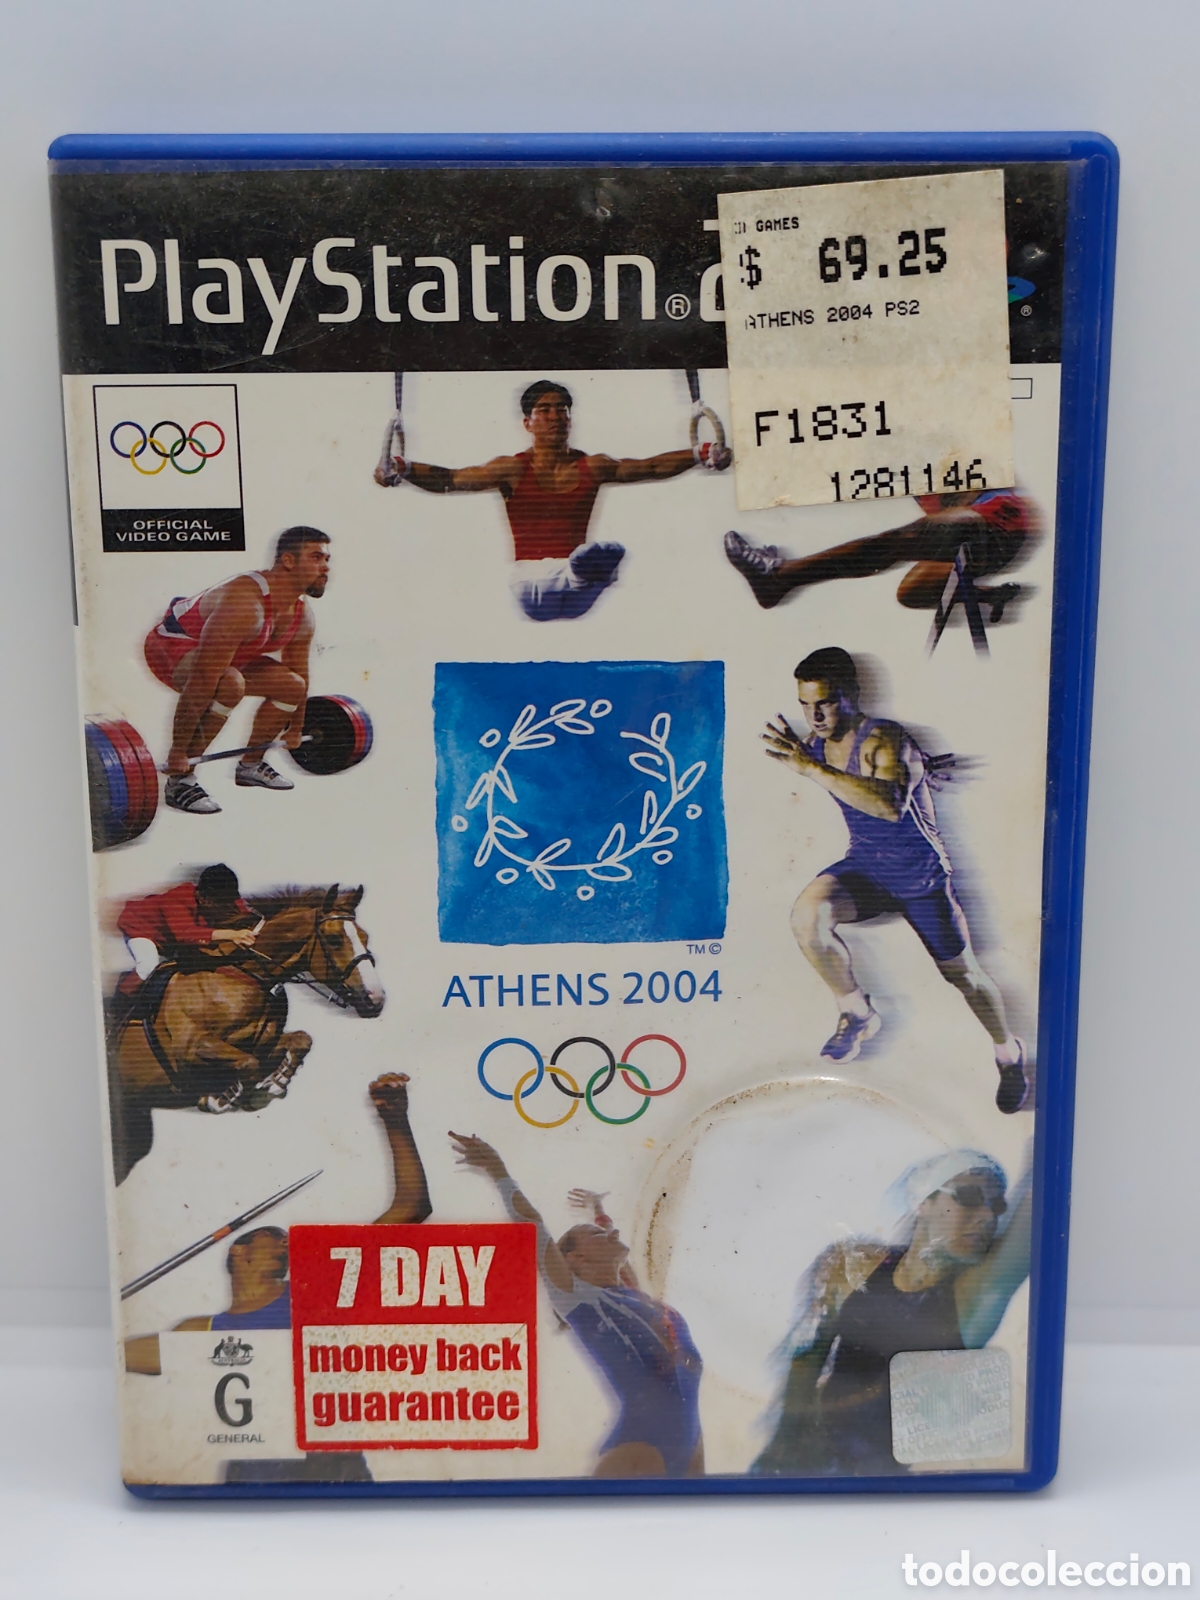 PlayStation®2
GAMES
$ 69.25
ATHENS 2004 PS2
F1831
1281146
®
OFFICIAL
VIDEO GAME
TM ©
ATHENS 2004
7 DAY
money back
guarantee
G
GENERAL
todocoleccion